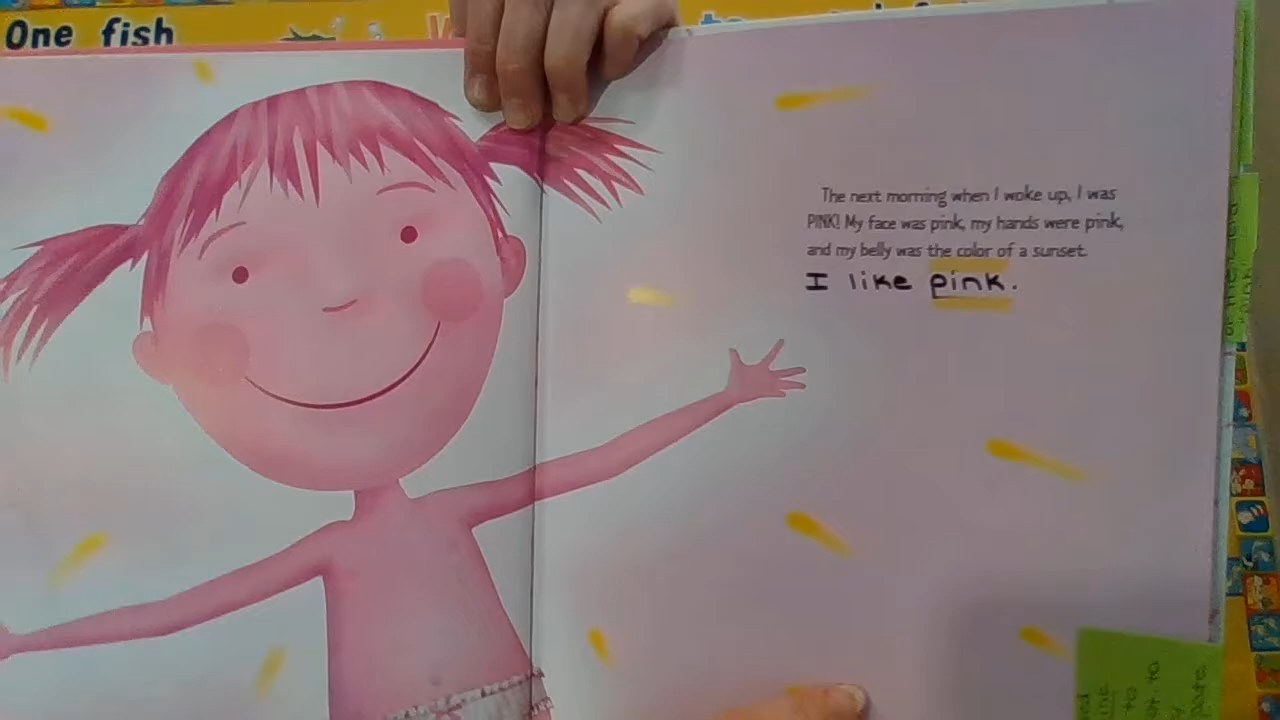 One fish
The next morning when I woke up, I was
PINK! My face was pink, my hands were pink,
and my belly was the color of a sunset.
I like pink.